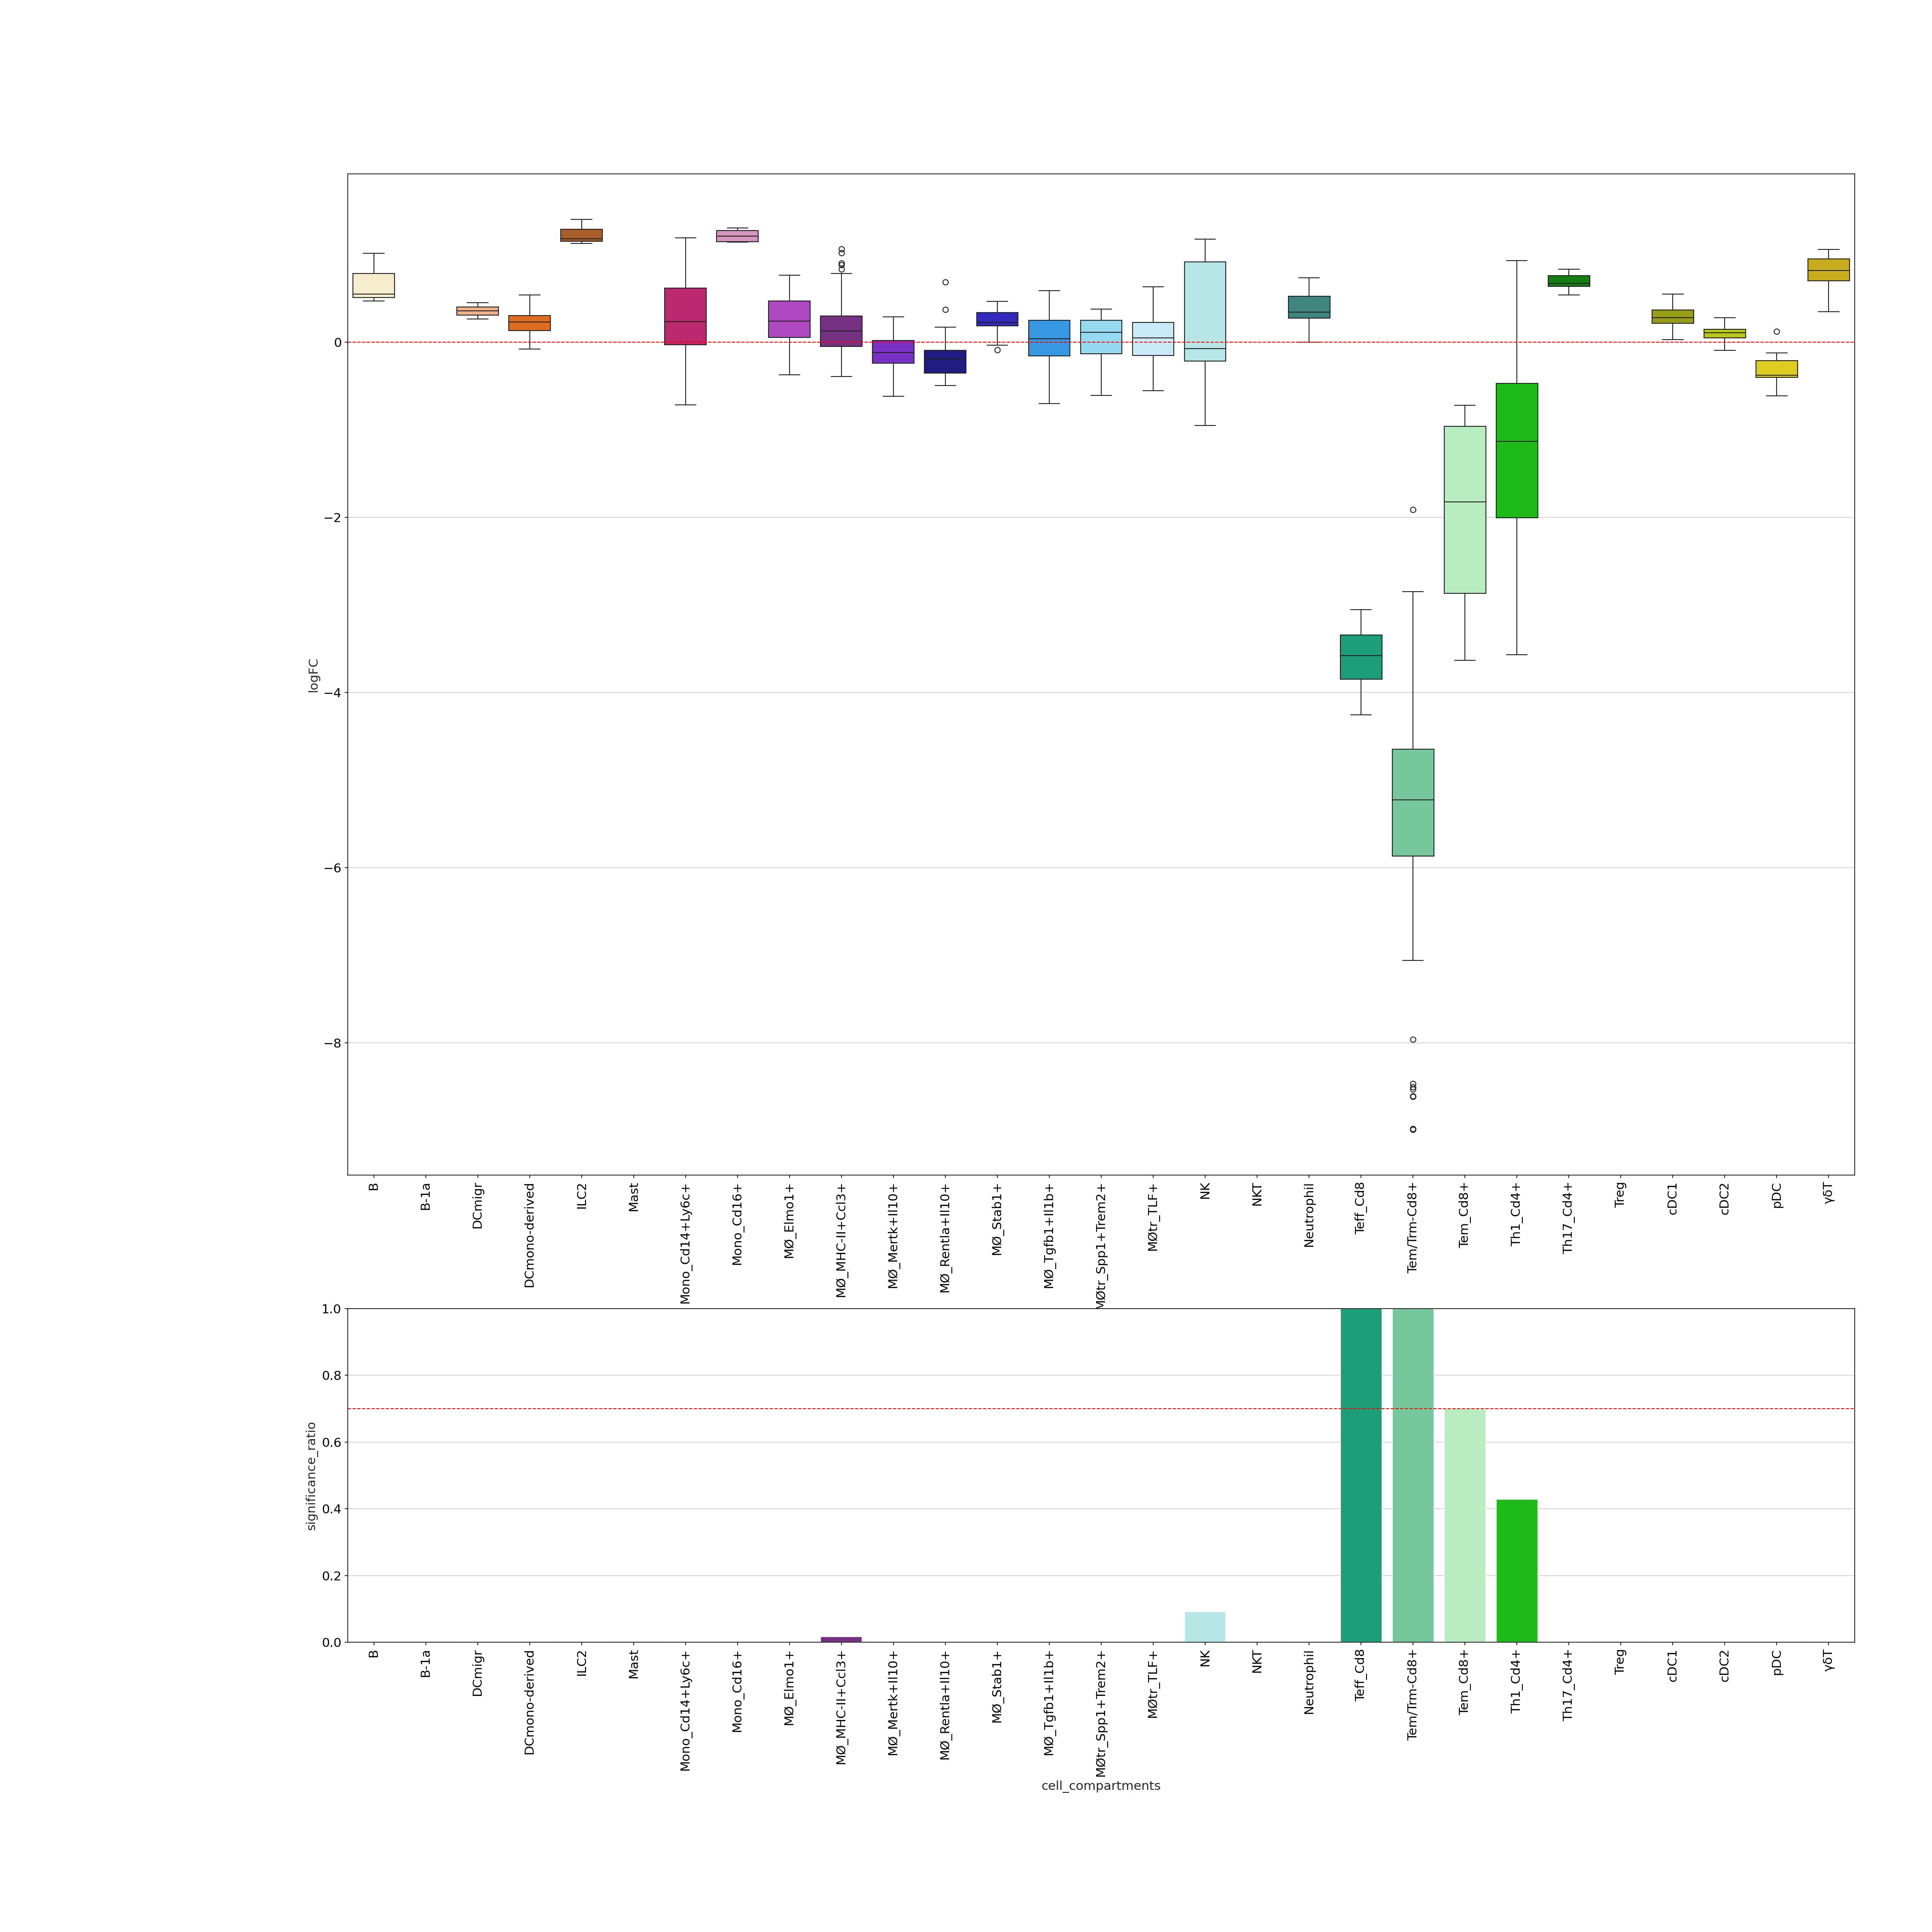 logFC
0
−2
−4
−6
−8
B
B-1a
DCmigr
DCmono-derived
ILC2
Mast
Mono_Cd14+Ly6c+
Mono_Cd16+
MØ_Elmo1+
MØ_MHC-II+Ccl3+
MØ_Mertk+Il10+
MØ_Rentla+Il10+
MØ_Stab1+
MØ_Tgfb1+Il1b+
MØtr_Spp1+Trem2+
MØtr_TLF+
NK
NKT
Neutrophil
Teff_Cd8
Tem/Trm-Cd8+
Tem_Cd8+
Th1_Cd4+
Th17_Cd4+
Treg
cDC1
cDC2
pDC
γδT
significance_ratio
1.0
0.8
0.6
0.4
0.2
0.0
B
B-1a
DCmigr
DCmono-derived
ILC2
Mast
Mono_Cd14+Ly6c+
Mono_Cd16+
MØ_Elmo1+
MØ_MHC-II+Ccl3+
MØ_Mertk+Il10+
MØ_Rentla+Il10+
MØ_Stab1+
MØ_Tgfb1+Il1b+
MØtr_Spp1+Trem2+
MØtr_TLF+
NK
NKT
Neutrophil
Teff_Cd8
Tem/Trm-Cd8+
Tem_Cd8+
Th1_Cd4+
Th17_Cd4+
Treg
cDC1
cDC2
pDC
γδT
cell_compartments